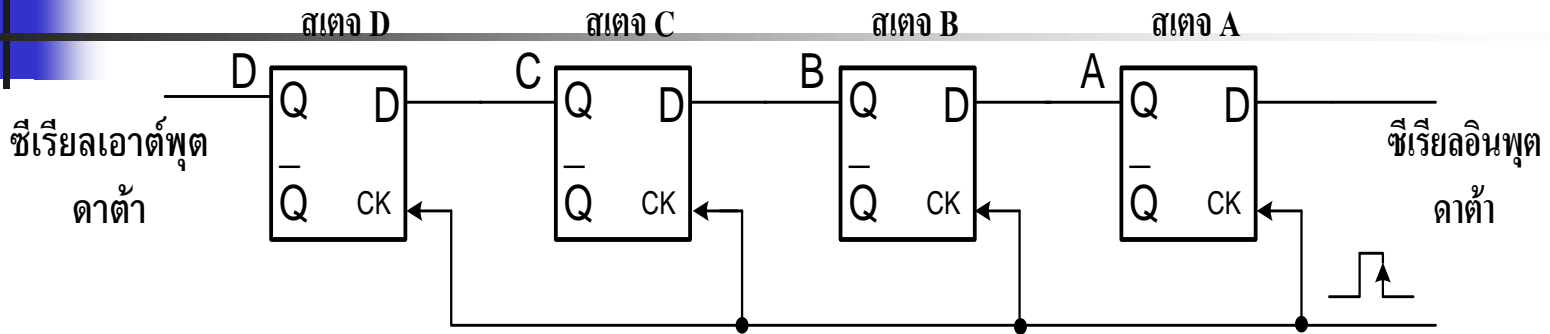 สเตจ D สเตจ C สเตจ B สเตจ A
D C B A
Q D Q D Q D Q D
ซีเรียลเอาต์พุต
ดาต้า
ซีเรียลอินพุต
ดาต้า
Q̅ CK Q̅ CK Q̅ CK Q̅ CK